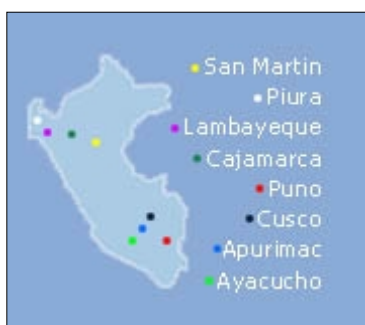 San Martin
Piura
Lambayeque
Cajamarca
Puno
Cusco
Apurimac
Ayacucho